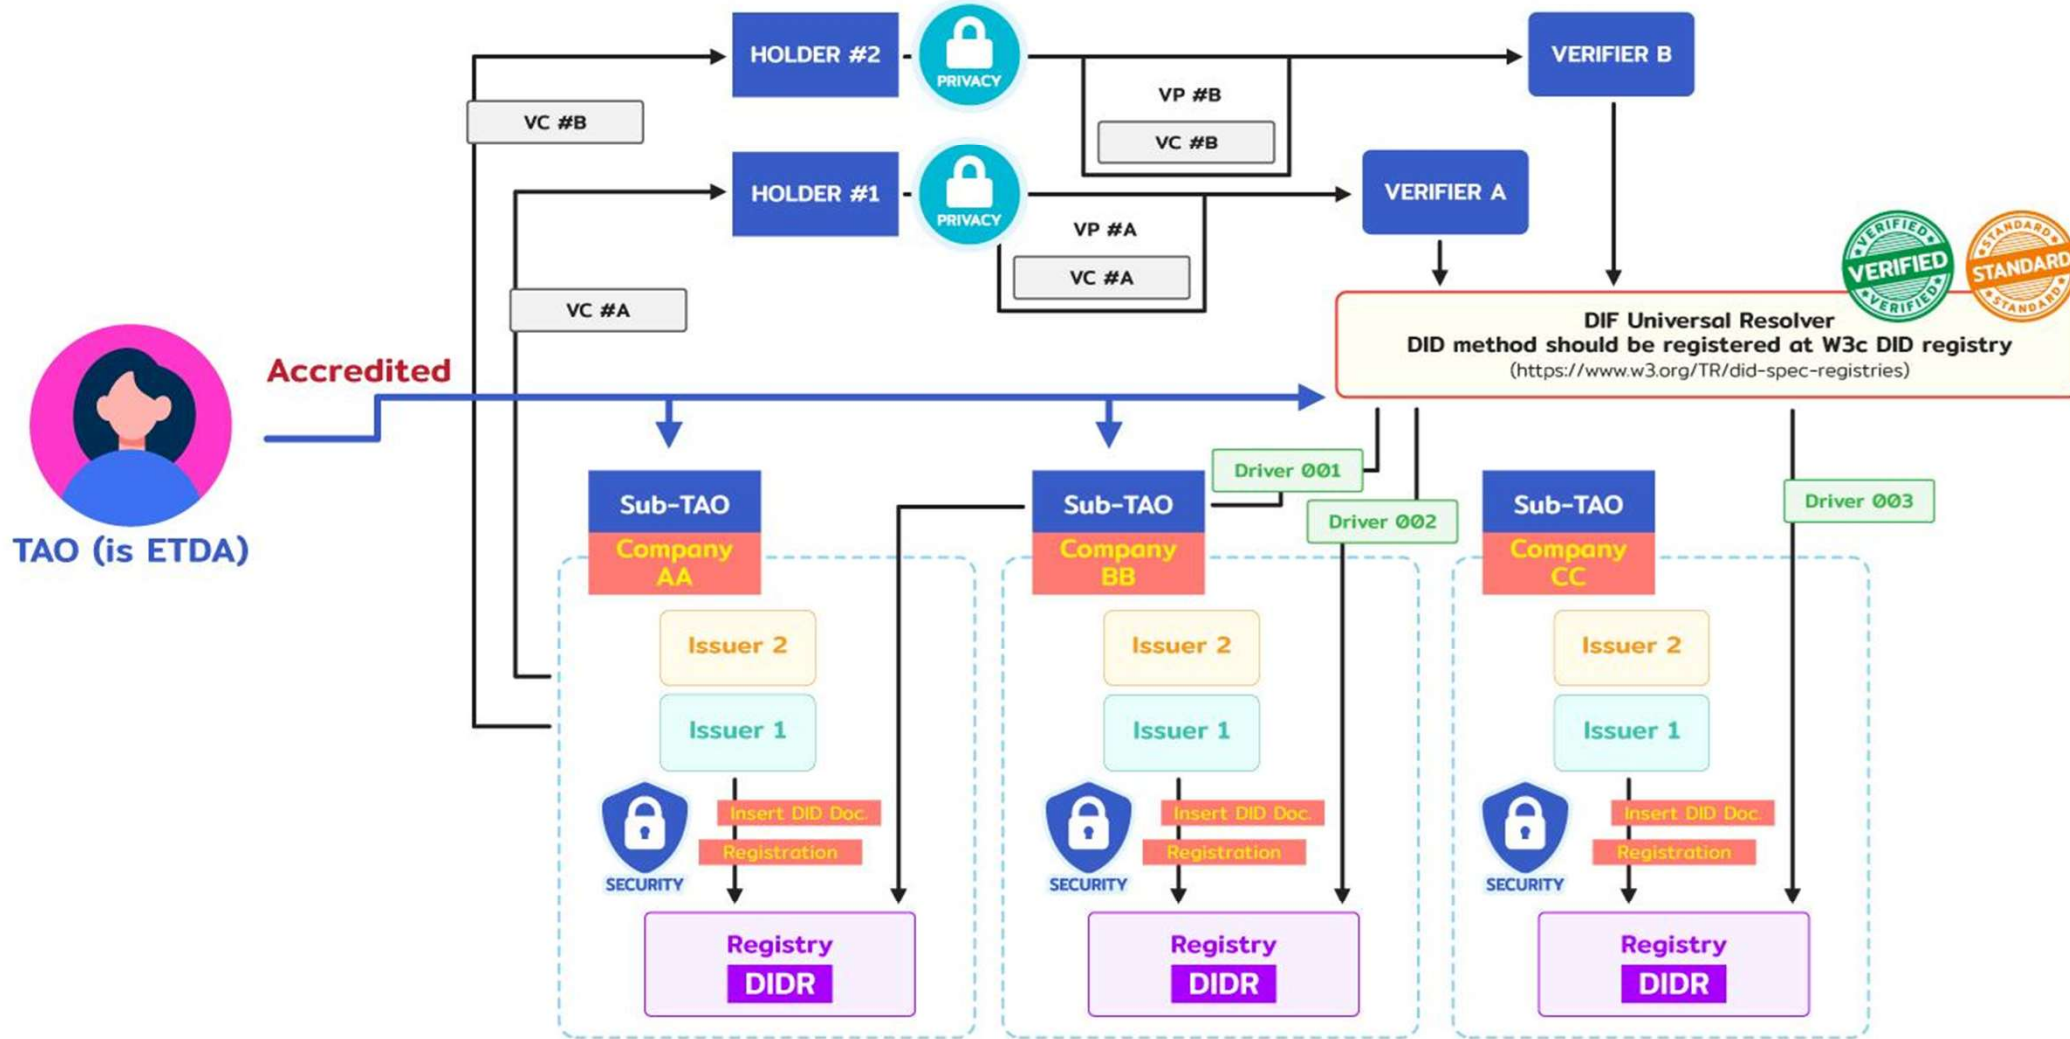 HOLDER #2
PRIVACY
VERIFIER B
VP #B
VC #B
VC #B
HOLDER #1
PRIVACY
VERIFIER A
VP #A
VC #A
VC #A
VERIFIED
VERIFIED
VERIFIED
STANDARD
STANDARD
STANDARD
DIF Universal Resolver
DID method should be registered at W3c DID registry
(https://www.w3.org/TR/did-spec-registries)
Accredited
TAO (is ETDA)
Driver 001
Driver 002
Driver 003
Sub-TAO
Company
AA
Issuer 2
Issuer 1
Insert DID Doc.
Registration
SECURITY
Registry
DIDR
Sub-TAO
Company
BB
Issuer 2
Issuer 1
Insert DID Doc.
Registration
SECURITY
Registry
DIDR
Sub-TAO
Company
CC
Issuer 2
Issuer 1
Insert DID Doc.
Registration
SECURITY
Registry
DIDR